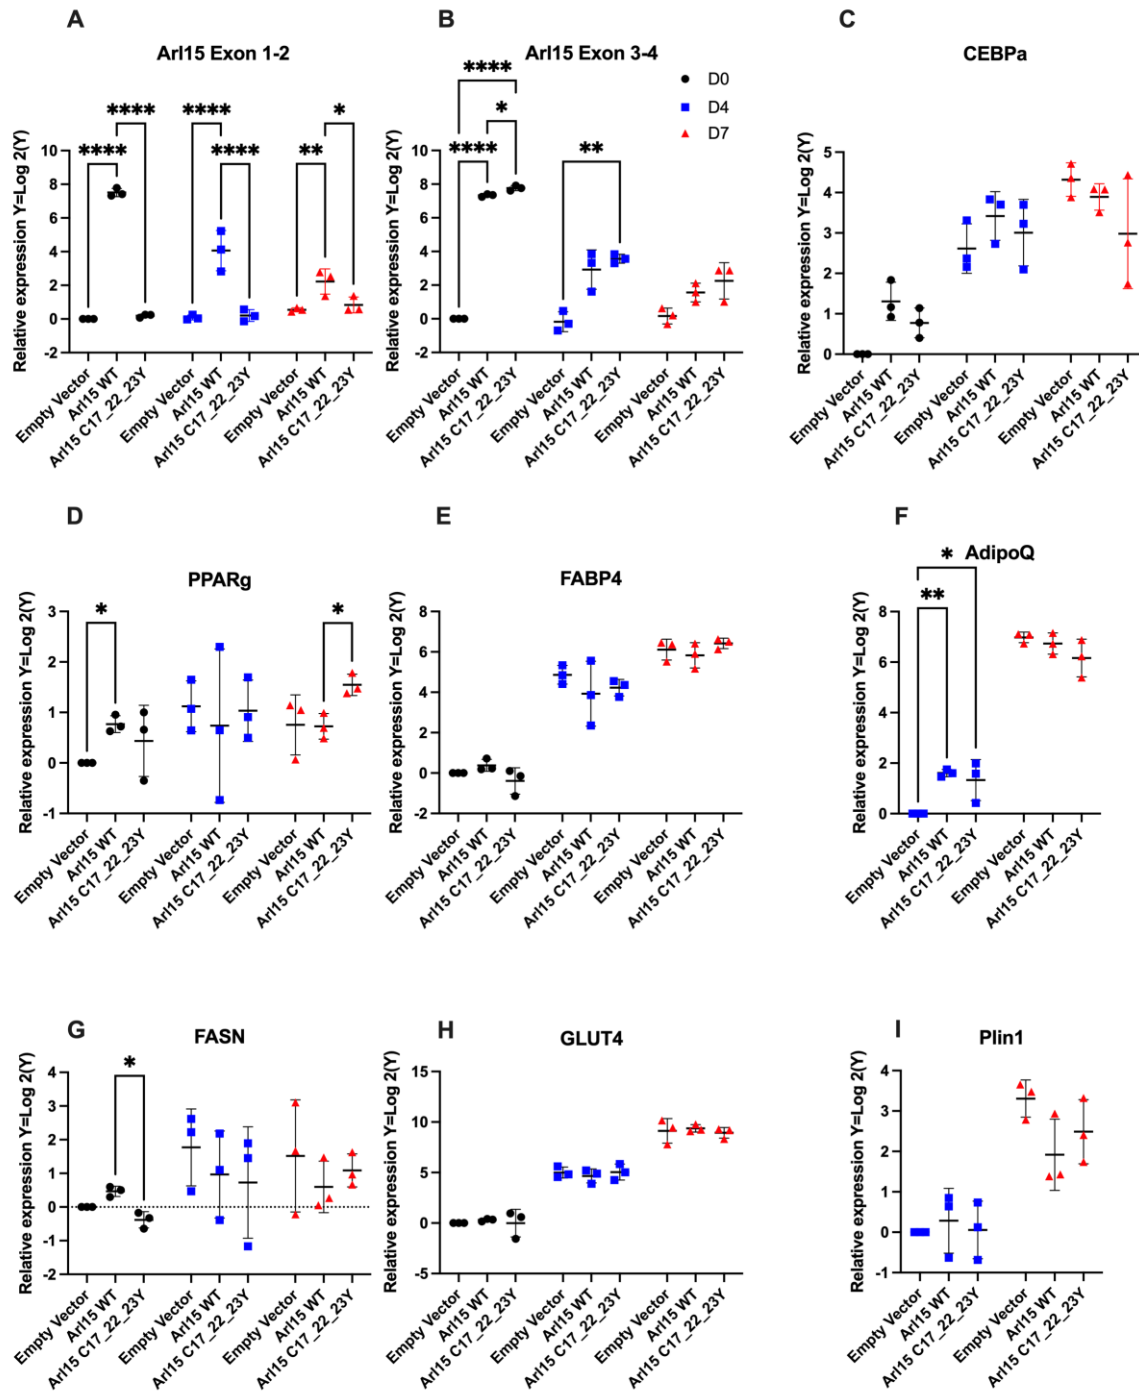 A
Arl15 Exon 1-2
Relative expression Y=Log 2(Y)
10
8
6
4
2
0
-2
****
****
****
****
**
*
Empty Vector
Arl15 WT
Arl15 C17_22_23Y
Empty Vector
Arl15 WT
Arl15 C17_22_23Y
Empty Vector
Arl15 WT
Arl15 C17_22_23Y
B
Arl15 Exon 3-4
Relative expression Y=Log 2(Y)
10
8
6
4
2
0
-2
****
*
****
**
D0
D4
D7
Empty Vector
Arl15 WT
Arl15 C17_22_23Y
Empty Vector
Arl15 WT
Arl15 C17_22_23Y
Empty Vector
Arl15 WT
Arl15 C17_22_23Y
C
CEBPa
Relative expression Y=Log 2(Y)
5
4
3
2
1
0
Empty Vector
Arl15 WT
Arl15 C17_22_23Y
Empty Vector
Arl15 WT
Arl15 C17_22_23Y
Empty Vector
Arl15 WT
Arl15 C17_22_23Y
D
PPARg
Relative expression Y=Log 2(Y)
3
2
1
0
-1
*
*
Empty Vector
Arl15 WT
Arl15 C17_22_23Y
Empty Vector
Arl15 WT
Arl15 C17_22_23Y
Empty Vector
Arl15 WT
Arl15 C17_22_23Y
E
FABP4
Relative expression Y=Log 2(Y)
8
6
4
2
0
-2
Empty Vector
Arl15 WT
Arl15 C17_22_23Y
Empty Vector
Arl15 WT
Arl15 C17_22_23Y
Empty Vector
Arl15 WT
Arl15 C17_22_23Y
F
AdipoQ
Relative expression Y=Log 2(Y)
8
6
4
2
0
*
**
Empty Vector
Arl15 WT
Arl15 C17_22_23Y
Empty Vector
Arl15 WT
Arl15 C17_22_23Y
G
FASN
Relative expression Y=Log 2(Y)
4
3
2
1
0
-1
-2
*
Empty Vector
Arl15 WT
Arl15 C17_22_23Y
Empty Vector
Arl15 WT
Arl15 C17_22_23Y
Empty Vector
Arl15 WT
Arl15 C17_22_23Y
H
GLUT4
Relative expression Y=Log 2(Y)
15
10
5
0
-5
Empty Vector
Arl15 WT
Arl15 C17_22_23Y
Empty Vector
Arl15 WT
Arl15 C17_22_23Y
Empty Vector
Arl15 WT
Arl15 C17_22_23Y
I
Plin1
Relative expression Y=Log 2(Y)
4
3
2
1
0
-1
Empty Vector
Arl15 WT
Arl15 C17_22_23Y
Empty Vector
Arl15 WT
Arl15 C17_22_23Y